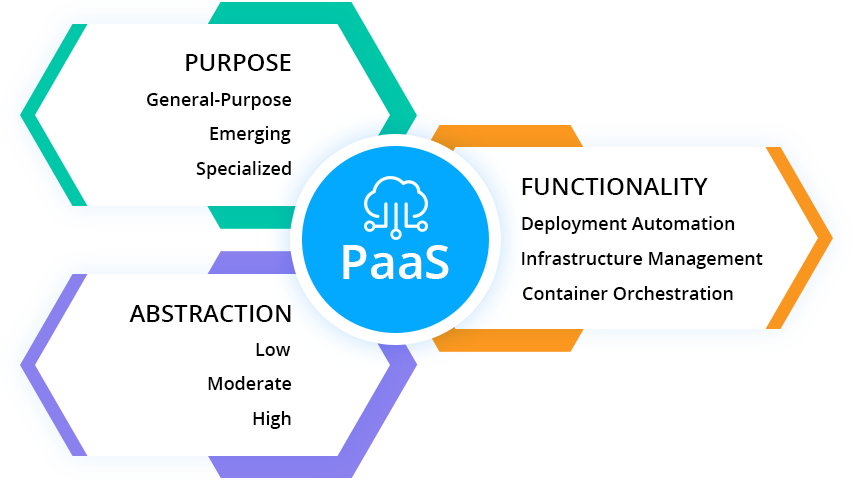 PURPOSE
General-Purpose
Emerging
Specialized
PaaS
FUNCTIONALITY
Deployment Automation
Infrastructure Management
Container Orchestration
ABSTRACTION
Low
Moderate
High